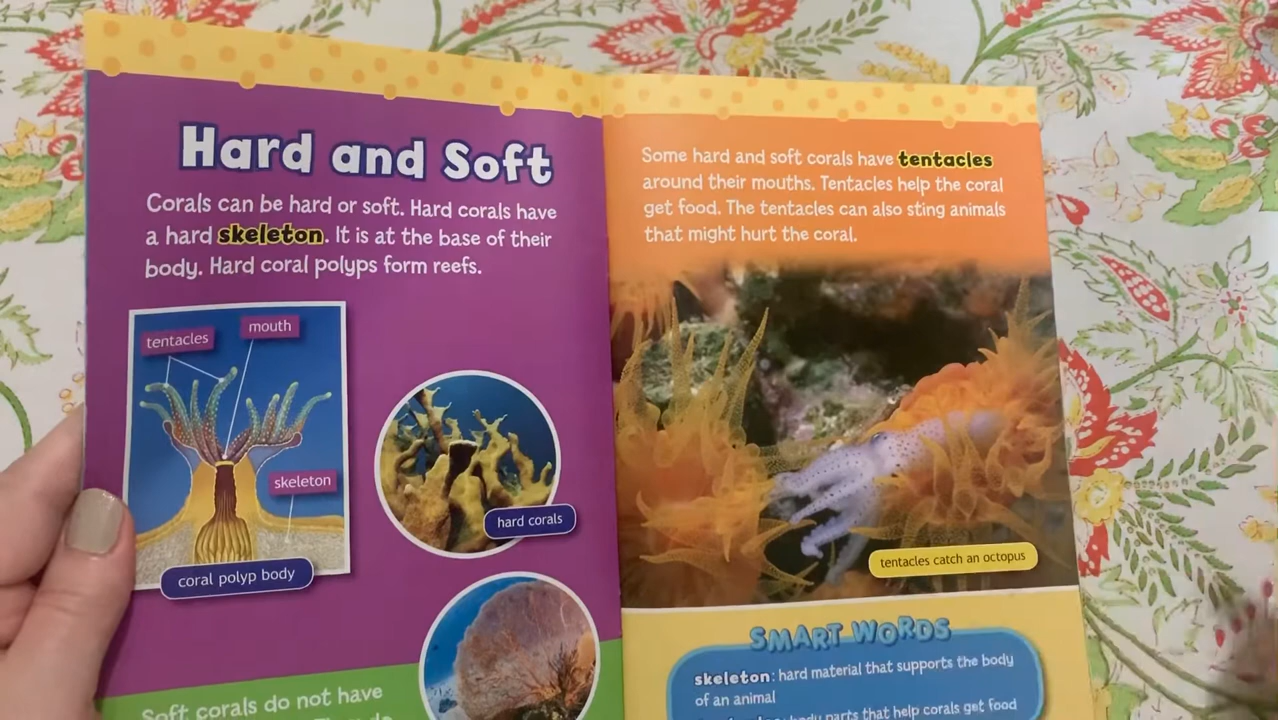 Hard and Soft
Corals can be hard or soft. Hard corals have
a hard skeleton. It is at the base of their
body. Hard coral polyps form reefs.
tentacles
mouth
skeleton
coral polyp body
hard corals
Soft corals do not have
Some hard and soft corals have tentacles
around their mouths. Tentacles help the coral
get food. The tentacles can also sting animals
that might hurt the coral.
tentacles catch an octopus
SMART WORDS
skeleton: hard material that supports the body
of an animal
body parts that help corals get food